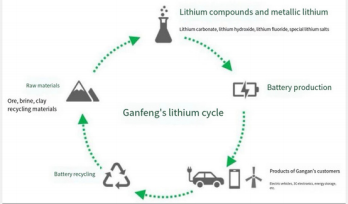 Lithium compounds and metallic lithium
Lithium carbonate, lithium hydroxide, lithium fluoride, special lithium salts
Battery production
Raw materials
Ore, brine, clay
recycling materials
Ganfeng's lithium cycle
Battery recycling
Products of Gangan's customers
Electric vehicles, 3c electronics, energy storage,
etc.